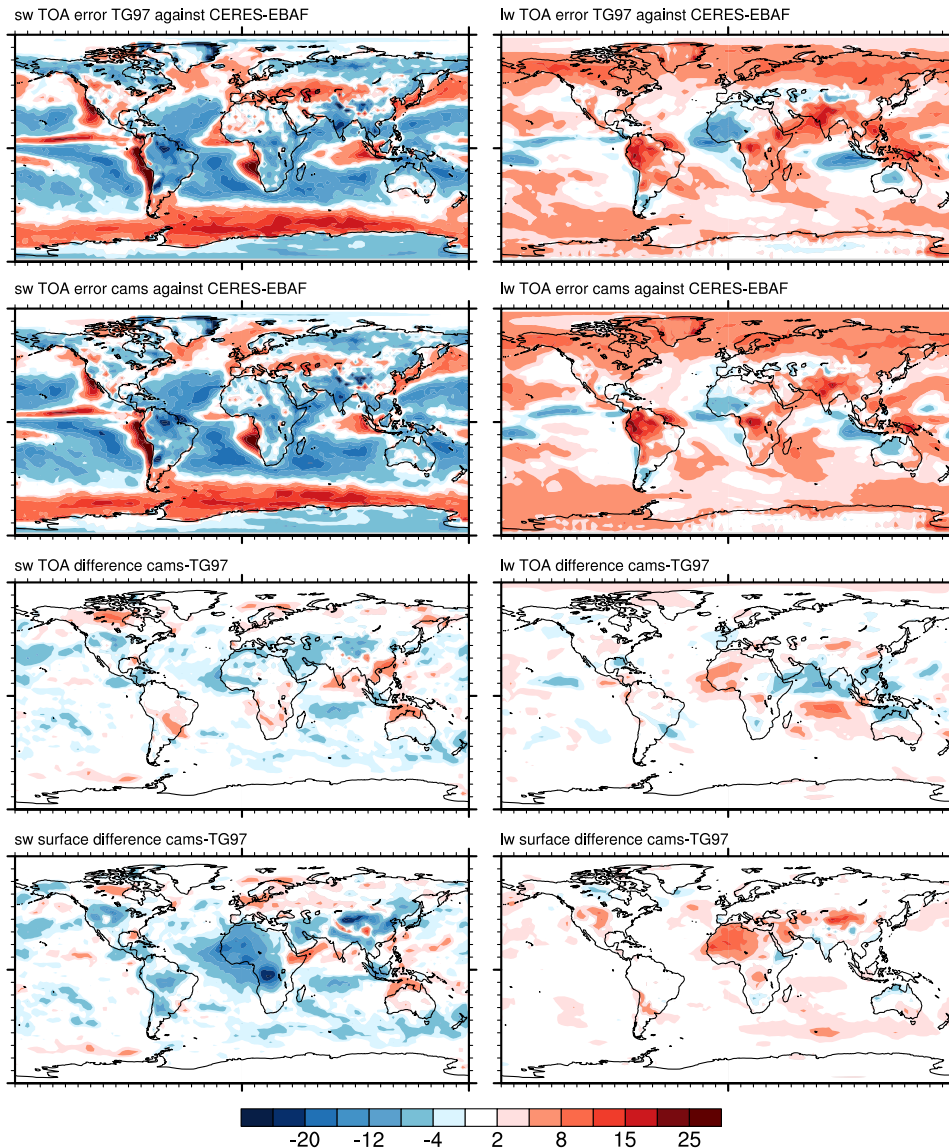 sw TOA error TG97 against CERES-EBAF
lw TOA error TG97 against CERES-EBAF
sw TOA error cams against CERES-EBAF
lw TOA error cams against CERES-EBAF
sw TOA difference cams-TG97
lw TOA difference cams-TG97
sw surface difference cams-TG97
lw surface difference cams-TG97
-20 -12 -4 2 8 15 25